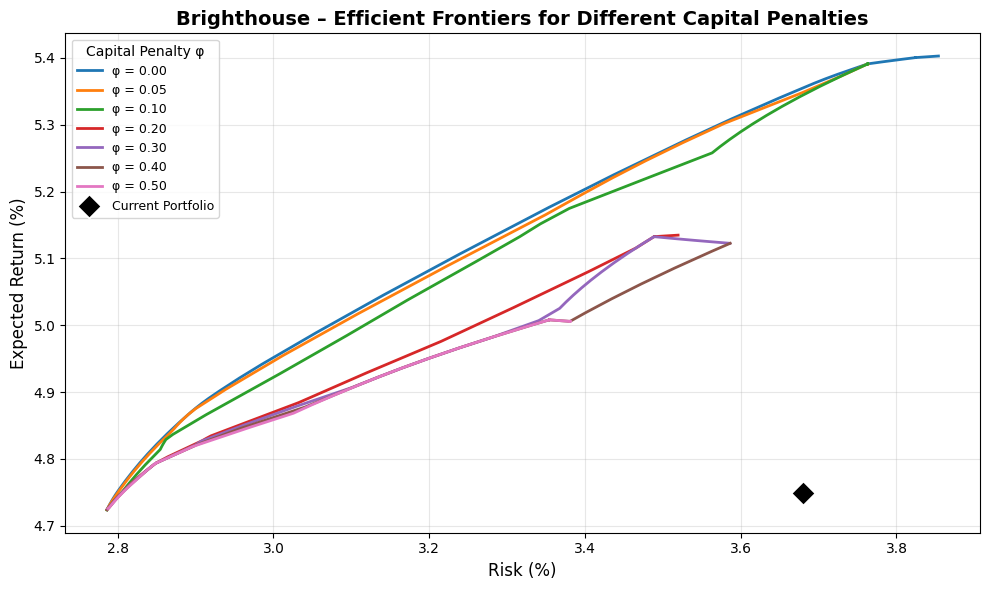 Brighthouse – Efficient Frontiers for Different Capital Penalties
Capital Penalty φ
φ = 0.00
φ = 0.05
φ = 0.10
φ = 0.20
φ = 0.30
φ = 0.40
φ = 0.50
Current Portfolio
Expected Return (%)
5.4
5.3
5.2
5.1
5.0
4.9
4.8
4.7
2.8
3.0
3.2
3.4
3.6
3.8
Risk (%)